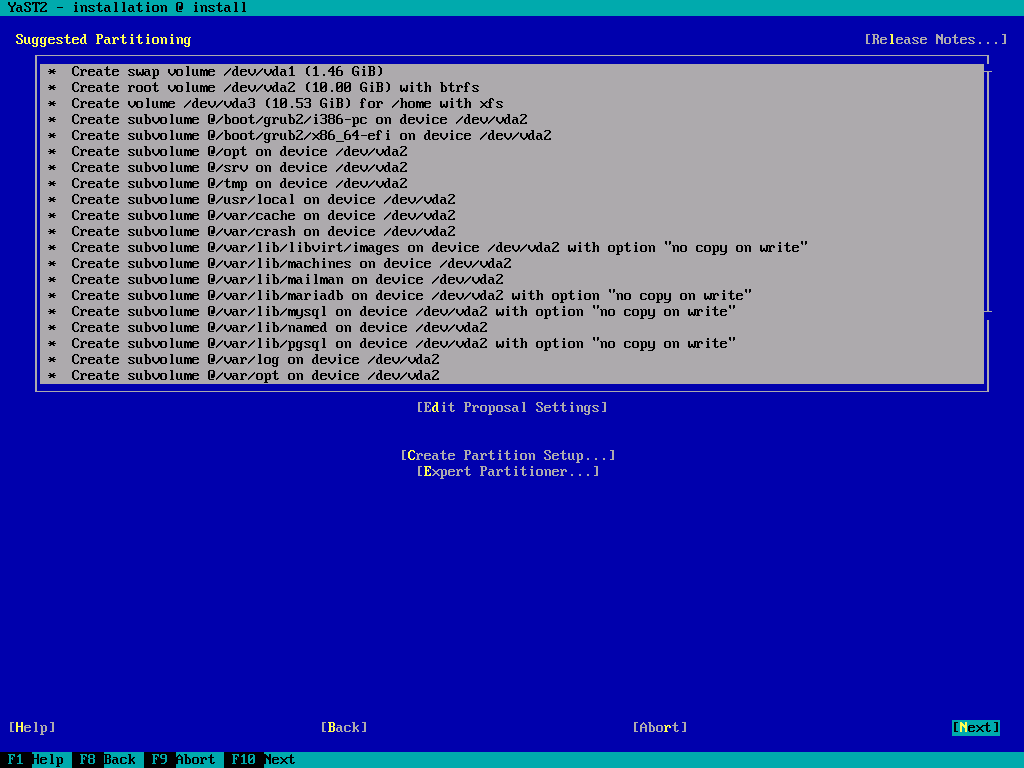 YaST2 - installation @ install
Suggested Partitioning [Release Notes...]
* Create swap volume /dev/vda1 (1.46 GiB)
* Create root volume /dev/vda2 (10.00 GiB) with btrfs
* Create volume /dev/vda3 (10.53 GiB) for /home with xfs
* Create subvolume @/boot/grub2/i386-pc on device /dev/vda2
* Create subvolume @/boot/grub2/x86_64-efi on device /dev/vda2
* Create subvolume @/opt on device /dev/vda2
* Create subvolume @/srv on device /dev/vda2
* Create subvolume @/tmp on device /dev/vda2
* Create subvolume @/usr/local on device /dev/vda2
* Create subvolume @/var/cache on device /dev/vda2
* Create subvolume @/var/crash on device /dev/vda2
* Create subvolume @/var/lib/libvirt/images on device /dev/vda2 with option "no copy on write"
* Create subvolume @/var/lib/machines on device /dev/vda2
* Create subvolume @/var/lib/mailman on device /dev/vda2
* Create subvolume @/var/lib/mariadb on device /dev/vda2 with option "no copy on write"
* Create subvolume @/var/lib/mysql on device /dev/vda2 with option "no copy on write"
* Create subvolume @/var/lib/named on device /dev/vda2
* Create subvolume @/var/lib/pgsql on device /dev/vda2 with option "no copy on write"
* Create subvolume @/var/log on device /dev/vda2
* Create subvolume @/var/opt on device /dev/vda2
[Edit Proposal Settings]
[Create Partition Setup...]
[Expert Partitioner...]
[Help] [Back] [Abort] [Next]
F1 Help F8 Back F9 Abort F10 Next